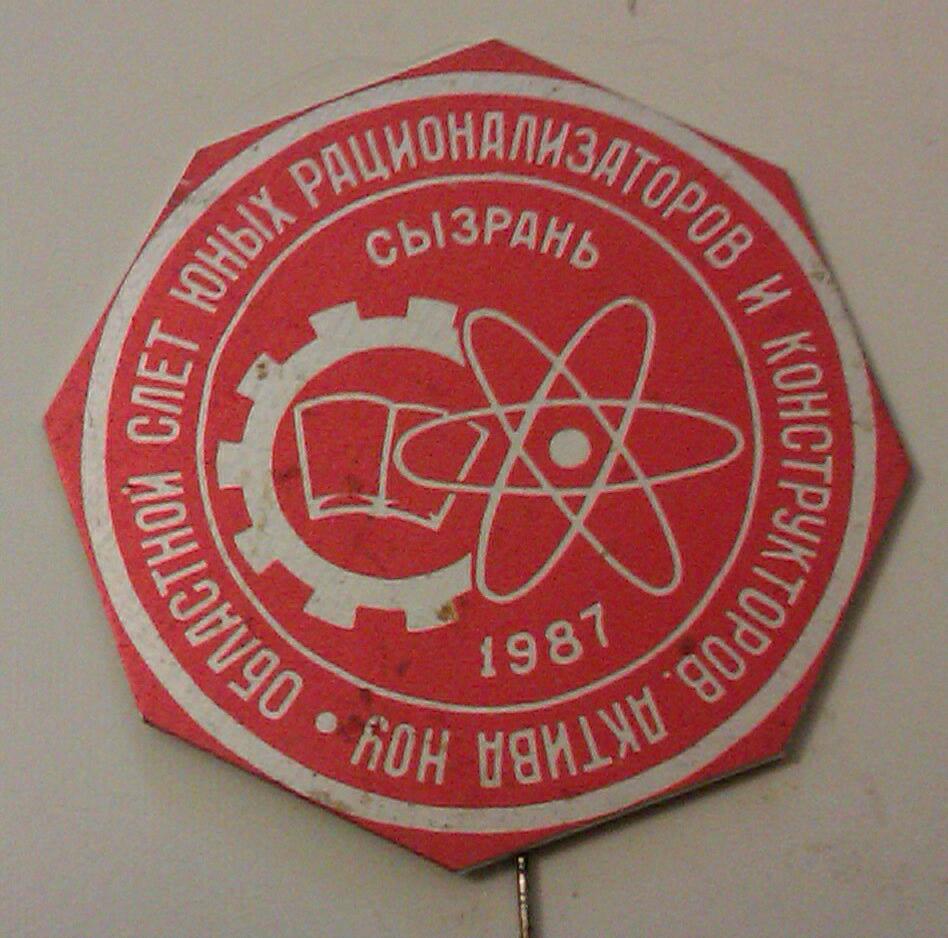 ОБЛАСТНОЙ СЛЕТ ЮНЫХ РАЦИОНАЛИЗАТОРОВ И КОНСТРУКТОРОВ. АКТИВА НОУ •
СЫЗРАНЬ
1987